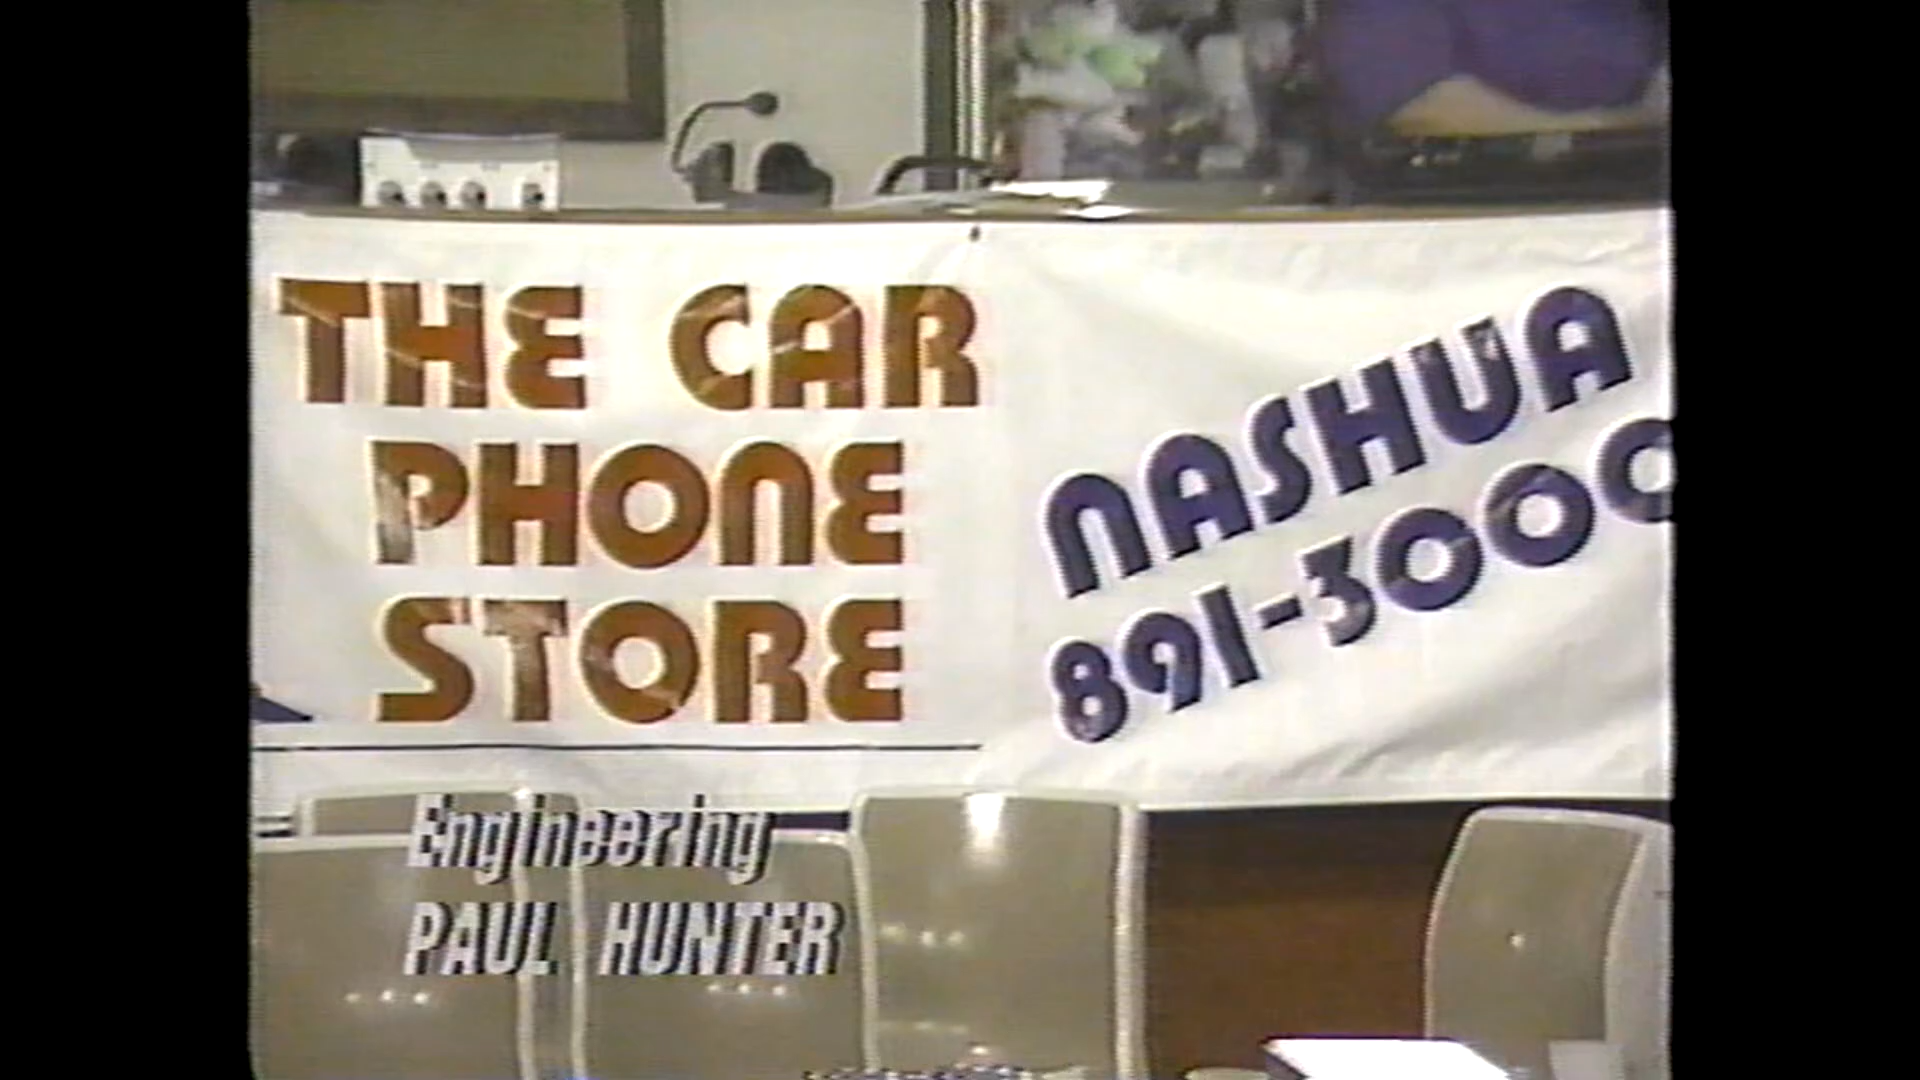 THE CAR
PHONE
STORE
NASHUA
891-3000
Engineering
PAUL HUNTER